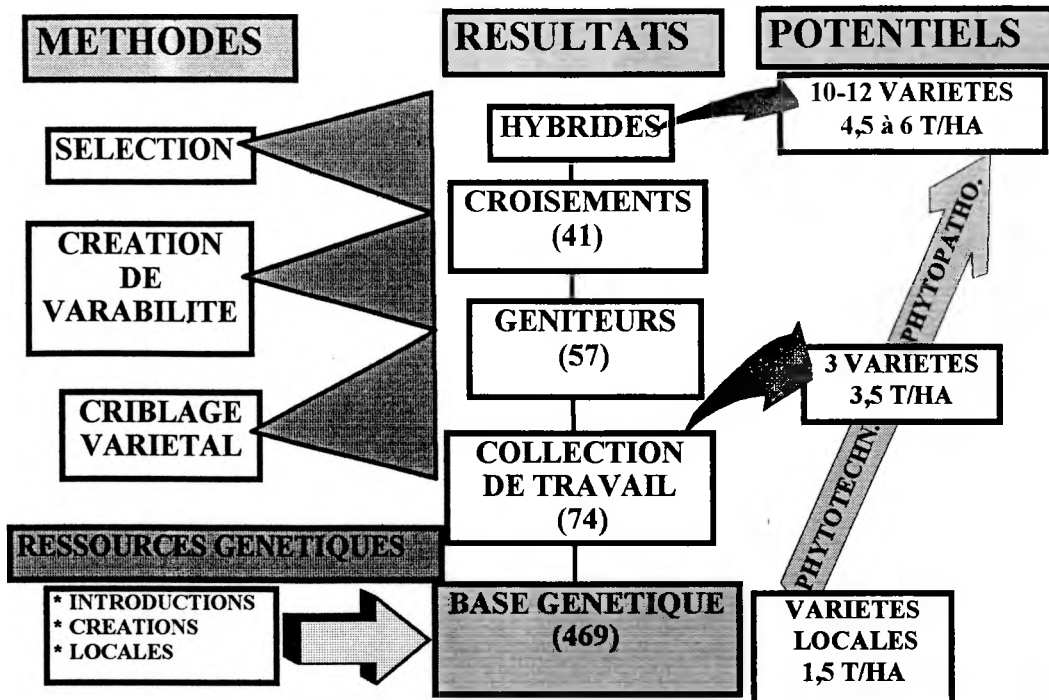 METHODES
SELECTION
CREATION
DE
VARABILITE
CRIBLAGE
VARIETAL
RESSOURCES GENETIQUES
* INTRODUCTIONS
* CREATIONS
* LOCALES
RESULTATS
HYBRIDES
CROISEMENTS
(41)
GENITEURS
(57)
COLLECTION
DE TRAVAIL
(74)
BASE GENETIQUE
(469)
POTENTIELS
10-12 VARIETES
4,5 à 6 T/HA
3 VARIETES
3,5 T/HA
PHYTOTECHN. PHYTOPATHO.
VARIETES
LOCALES
1,5 T/HA